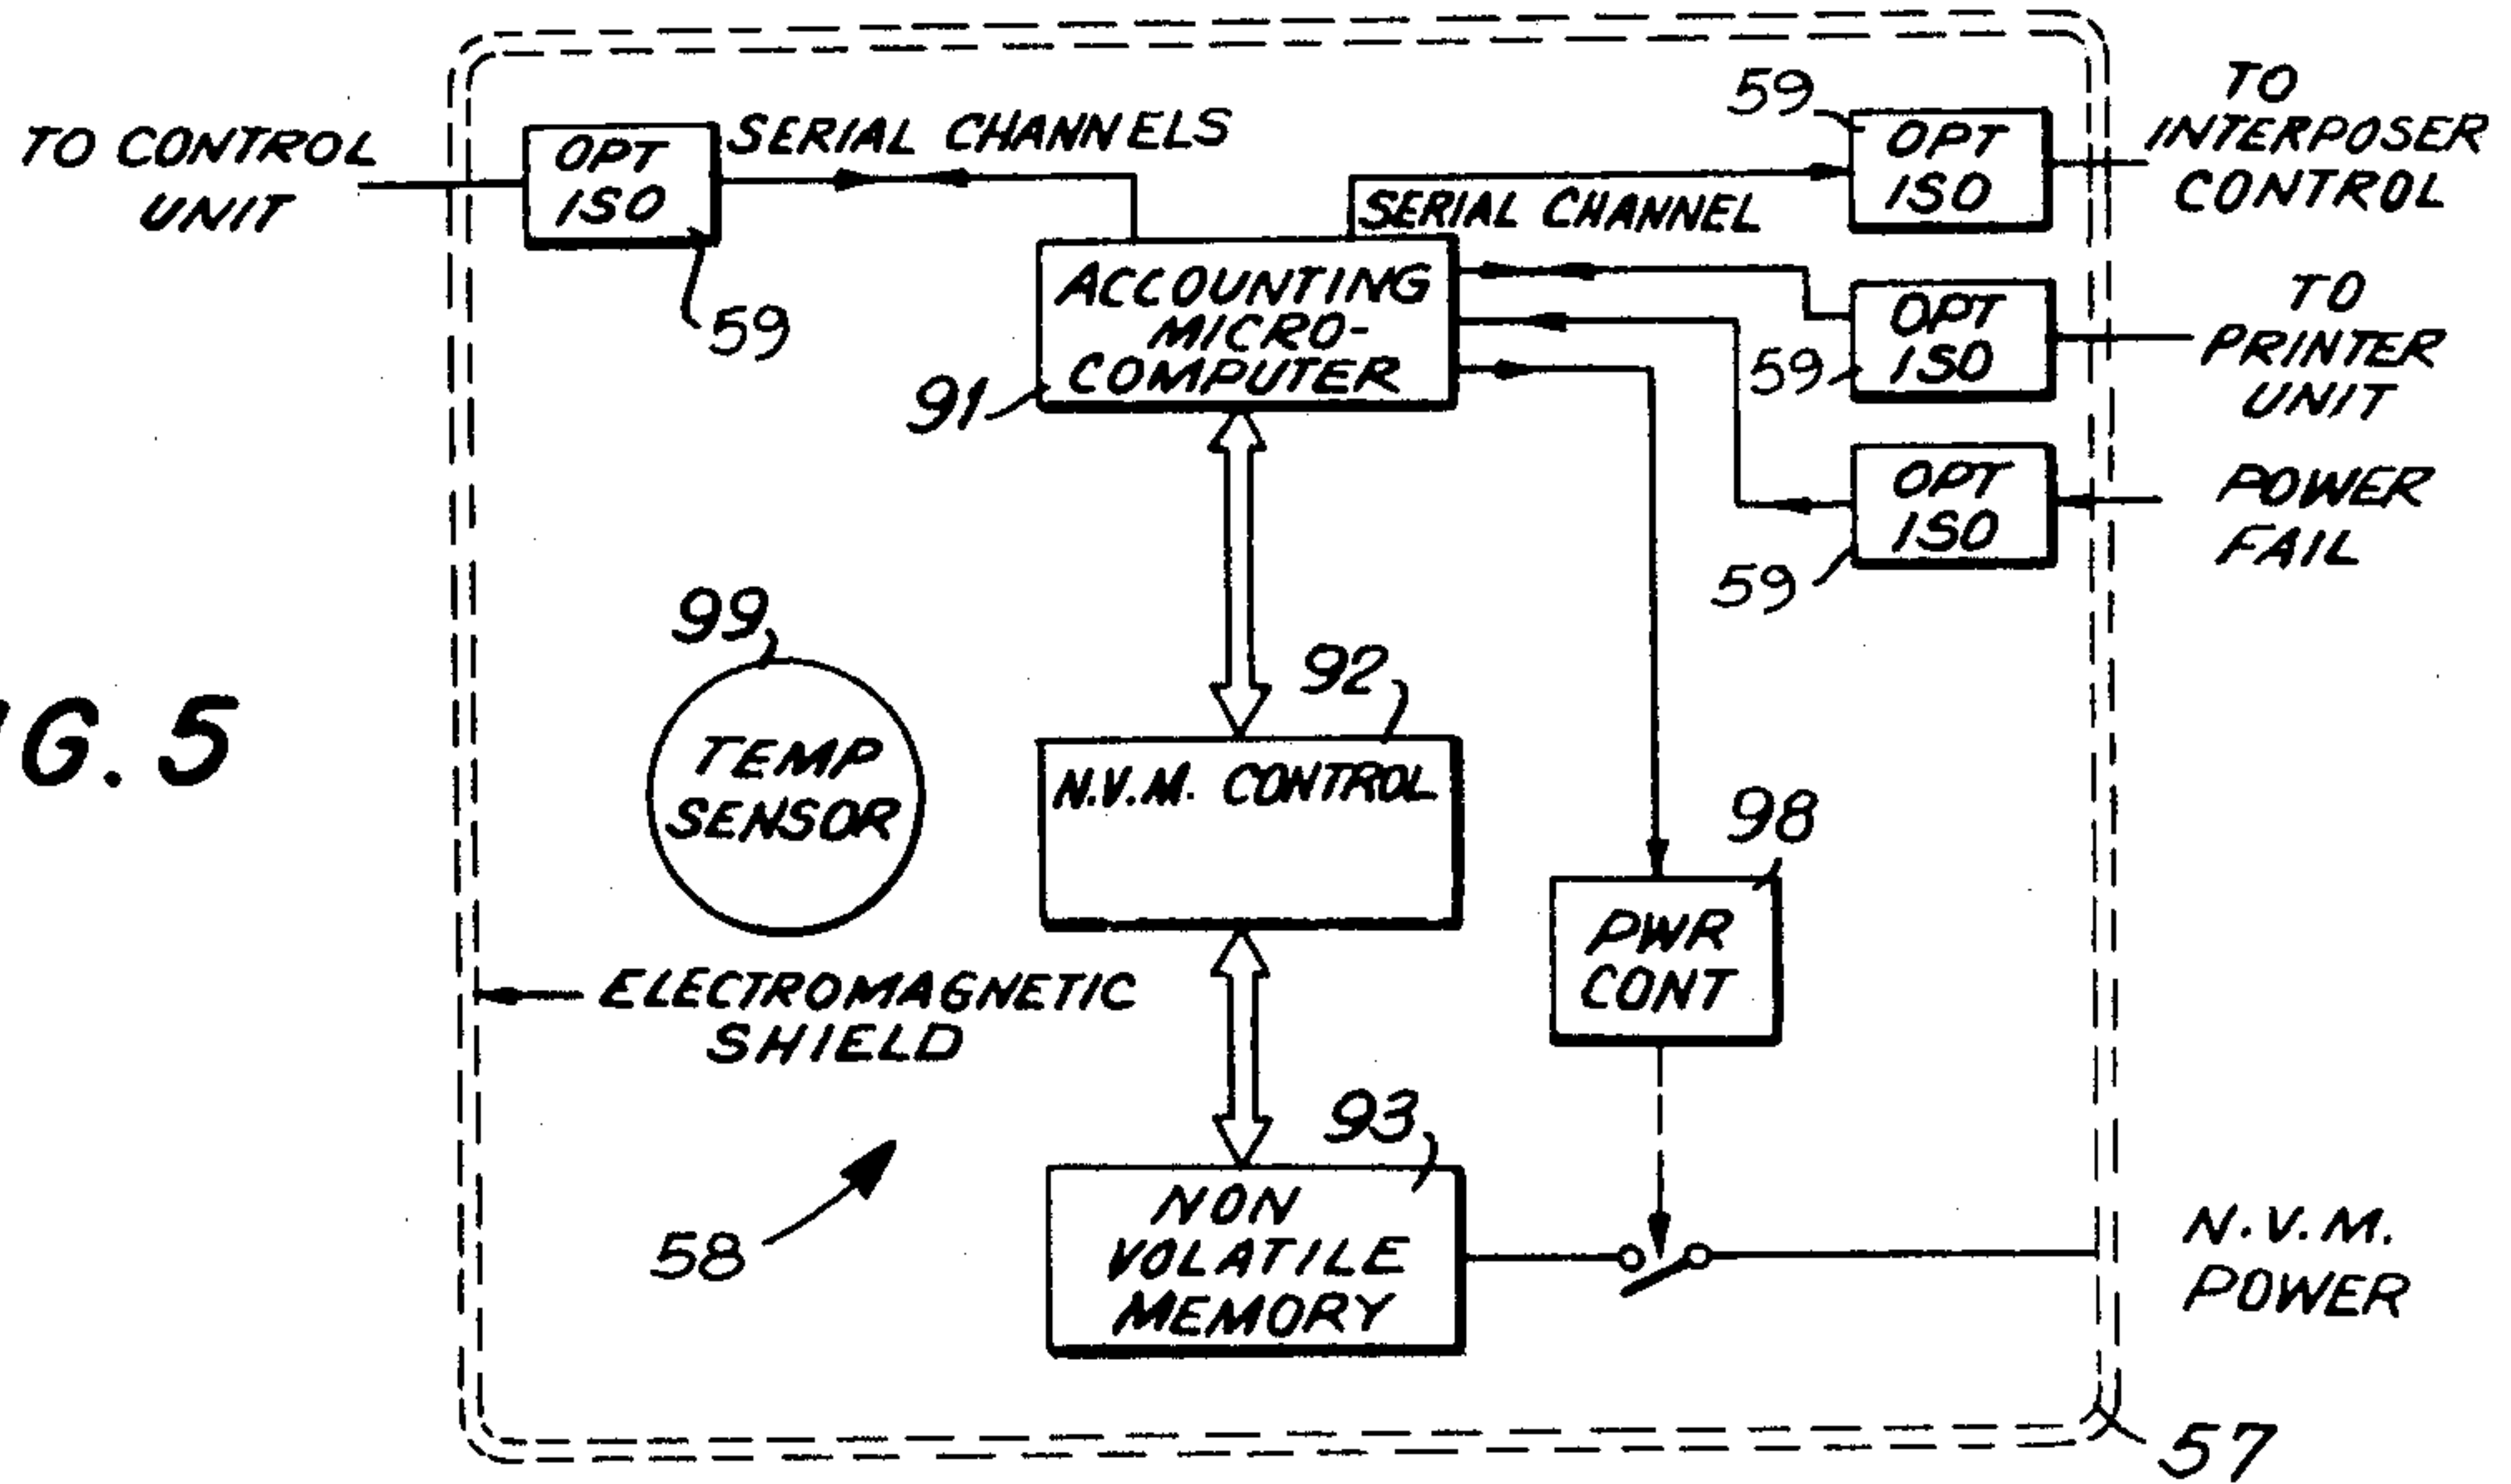 TO CONTROL
UNIT
OPT
ISO
59
SERIAL CHANNELS
SERIAL CHANNEL
59
OPT
ISO
TO
INTERPOSER
CONTROL
ACCOUNTING
MICRO-
COMPUTER
91
59
OPT
ISO
TO
PRINTER
UNIT
59
OPT
ISO
POWER
FAIL
G. 5
99
TEMP
SENSOR
92
N.V.M. CONTROL
98
PWR
CONT
ELECTROMAGNETIC
SHIELD
58
93
NON
VOLATILE
MEMORY
N.V.M.
POWER
57